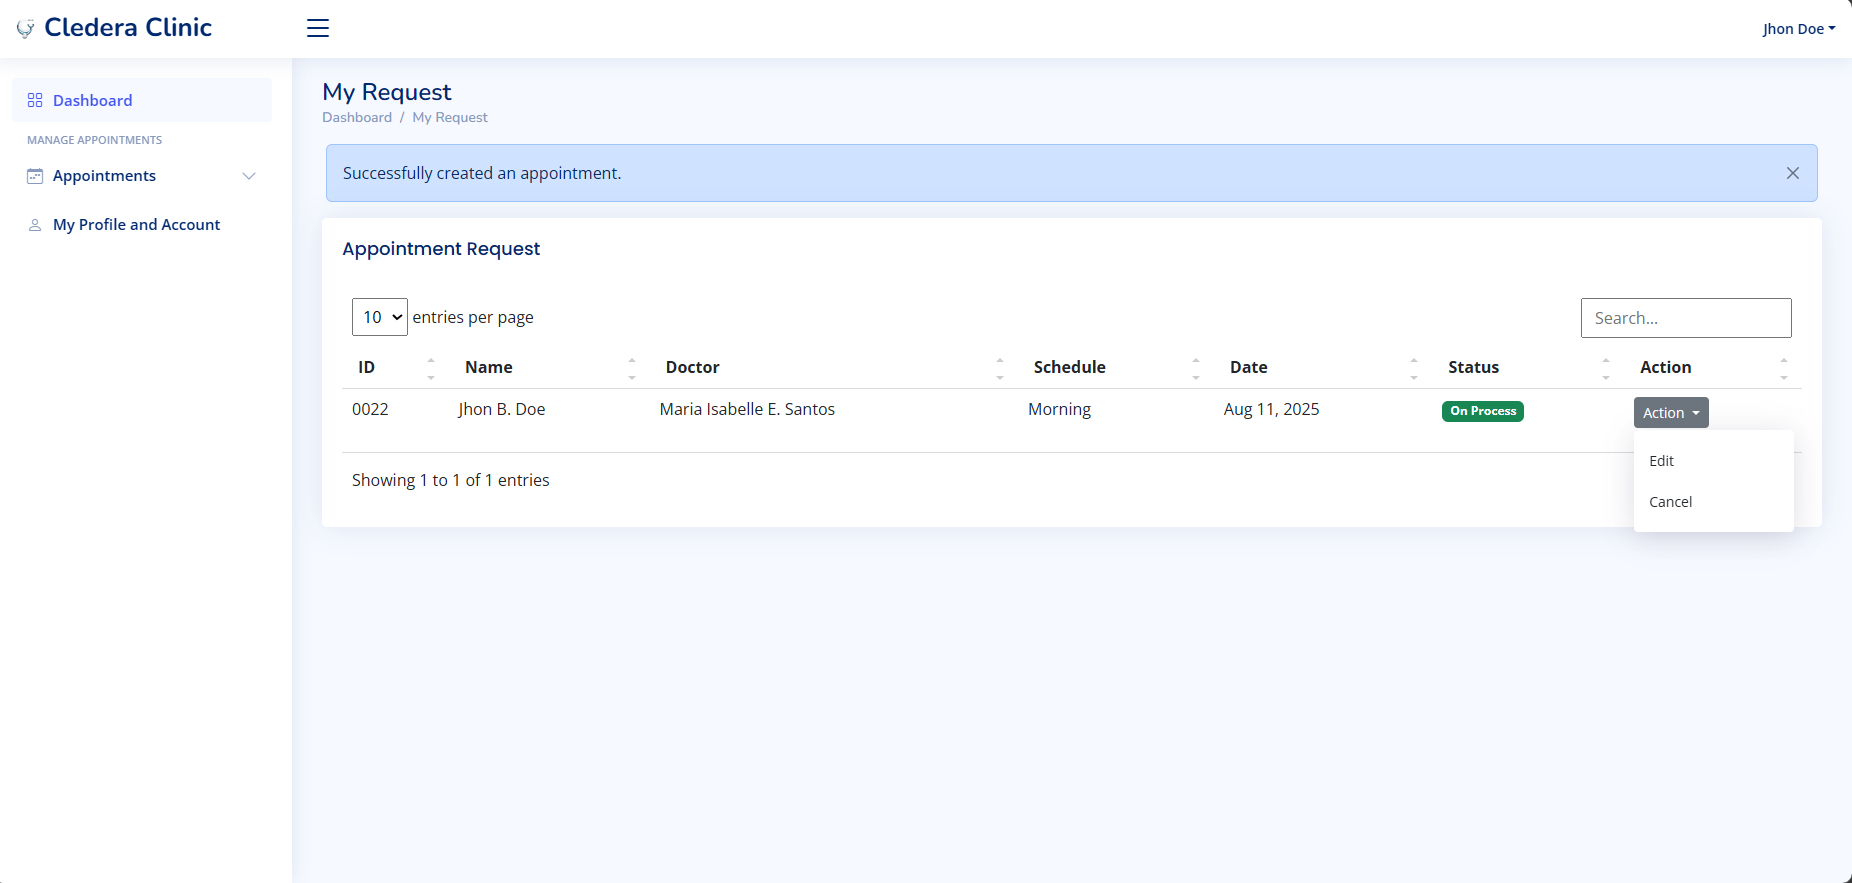 Cledera Clinic
Jhon Doe
Dashboard
MANAGE APPOINTMENTS
Appointments
My Profile and Account
My Request
Dashboard / My Request
Successfully created an appointment.
Appointment Request
10 entries per page
Search...
ID Name Doctor Schedule Date Status Action
0022 Jhon B. Doe Maria Isabelle E. Santos Morning Aug 11, 2025 On Process Action
Edit
Cancel
Showing 1 to 1 of 1 entries